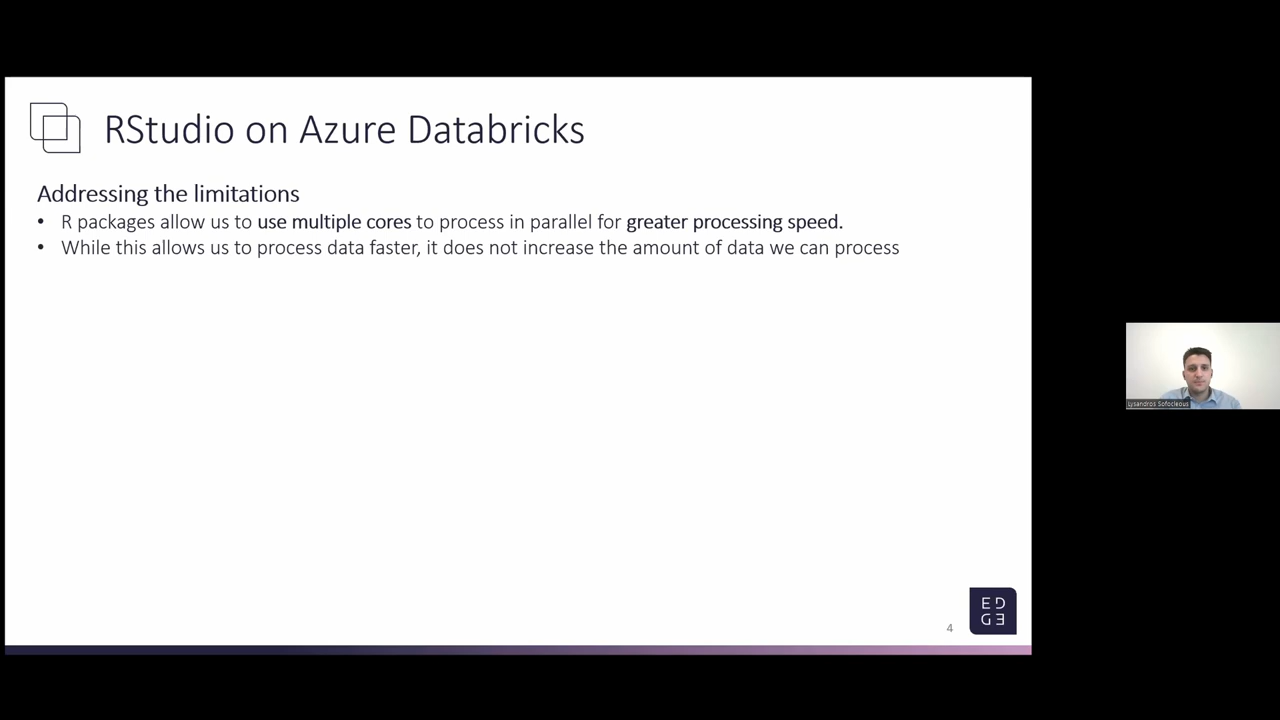 RStudio on Azure Databricks
Addressing the limitations
• R packages allow us to use multiple cores to process in parallel for greater processing speed.
• While this allows us to process data faster, it does not increase the amount of data we can process
Lysandros Sofocleous
4
ED
GE